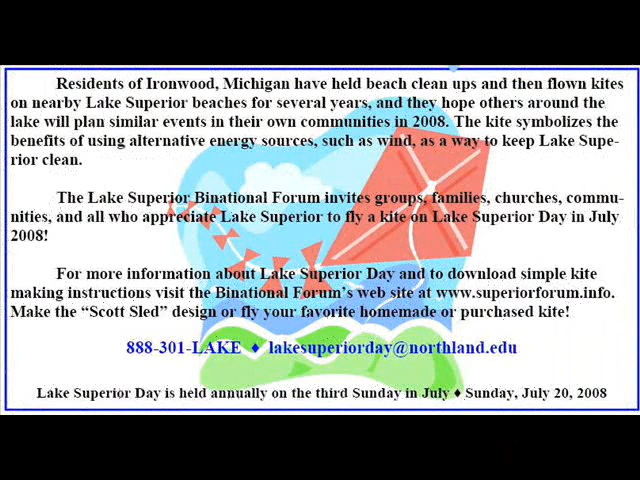 Residents of Ironwood, Michigan have held beach clean ups and then flown kites
on nearby Lake Superior beaches for several years, and they hope others around the
lake will plan similar events in their own communities in 2008. The kite symbolizes the
benefits of using alternative energy sources, such as wind, as a way to keep Lake Supe-
rior clean.
The Lake Superior Binational Forum invites groups, families, churches, commu-
nities, and all who appreciate Lake Superior to fly a kite on Lake Superior Day in July
2008!
For more information about Lake Superior Day and to download simple kite
making instructions visit the Binational Forum's web site at www.superiorforum.info.
Make the “Scott Sled” design or fly your favorite homemade or purchased kite!
888-301-LAKE ♦ lakesuperiorday@northland.edu
Lake Superior Day is held annually on the third Sunday in July ♦ Sunday, July 20, 2008